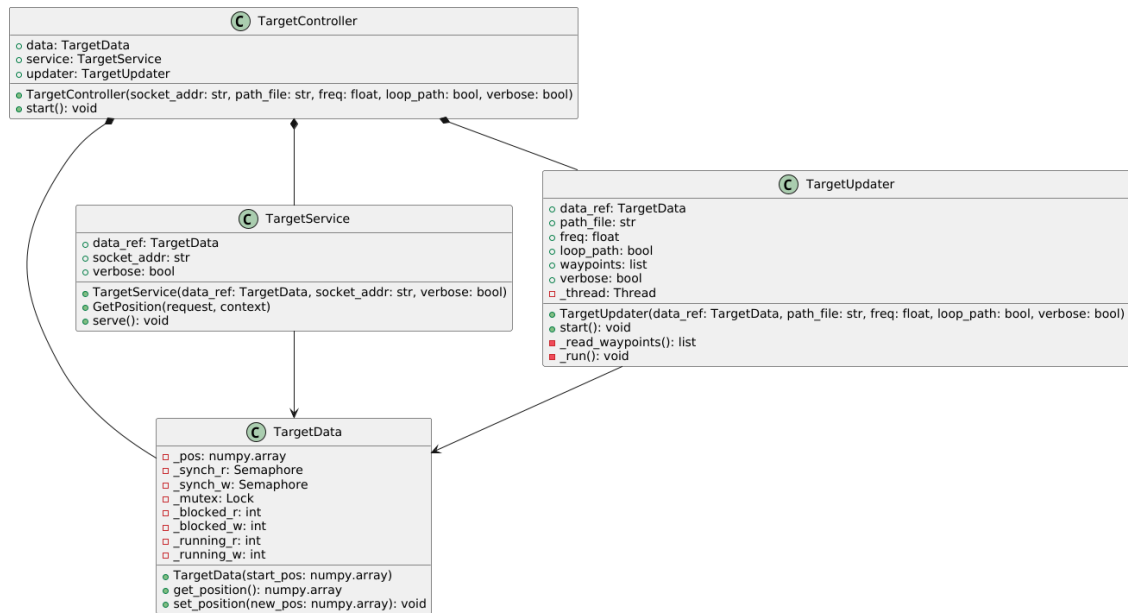 C TargetController
data: TargetData
service: TargetService
updater: TargetUpdater
TargetController(socket_addr: str, path_file: str, freq: float, loop_path: bool, verbose: bool)
start(): void
C TargetService
data_ref: TargetData
socket_addr: str
verbose: bool
TargetService(data_ref: TargetData, socket_addr: str, verbose: bool)
GetPosition(request, context)
serve(): void
C TargetUpdater
data_ref: TargetData
path_file: str
freq: float
loop_path: bool
waypoints: list
verbose: bool
_thread: Thread
TargetUpdater(data_ref: TargetData, path_file: str, freq: float, loop_path: bool, verbose: bool)
start(): void
_read_waypoints(): list
_run(): void
C TargetData
_pos: numpy.array
_synch_r: Semaphore
_synch_w: Semaphore
_mutex: Lock
_blocked_r: int
_blocked_w: int
_running_r: int
_running_w: int
TargetData(start_pos: numpy.array)
get_position(): numpy.array
set_position(new_pos: numpy.array): void